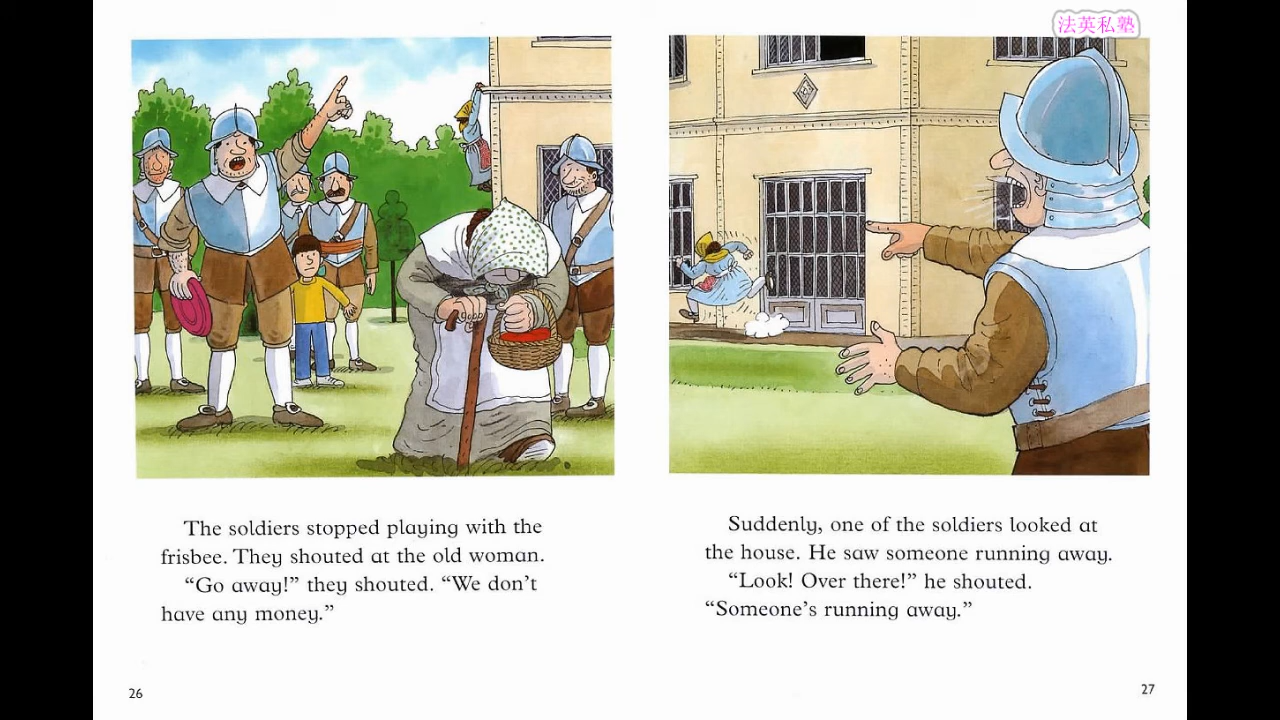 法英私塾
The soldiers stopped playing with the
frisbee. They shouted at the old woman.
“Go away!” they shouted. “We don’t
have any money.”
26
Suddenly, one of the soldiers looked at
the house. He saw someone running away.
“Look! Over there!” he shouted.
“Someone’s running away.”
27